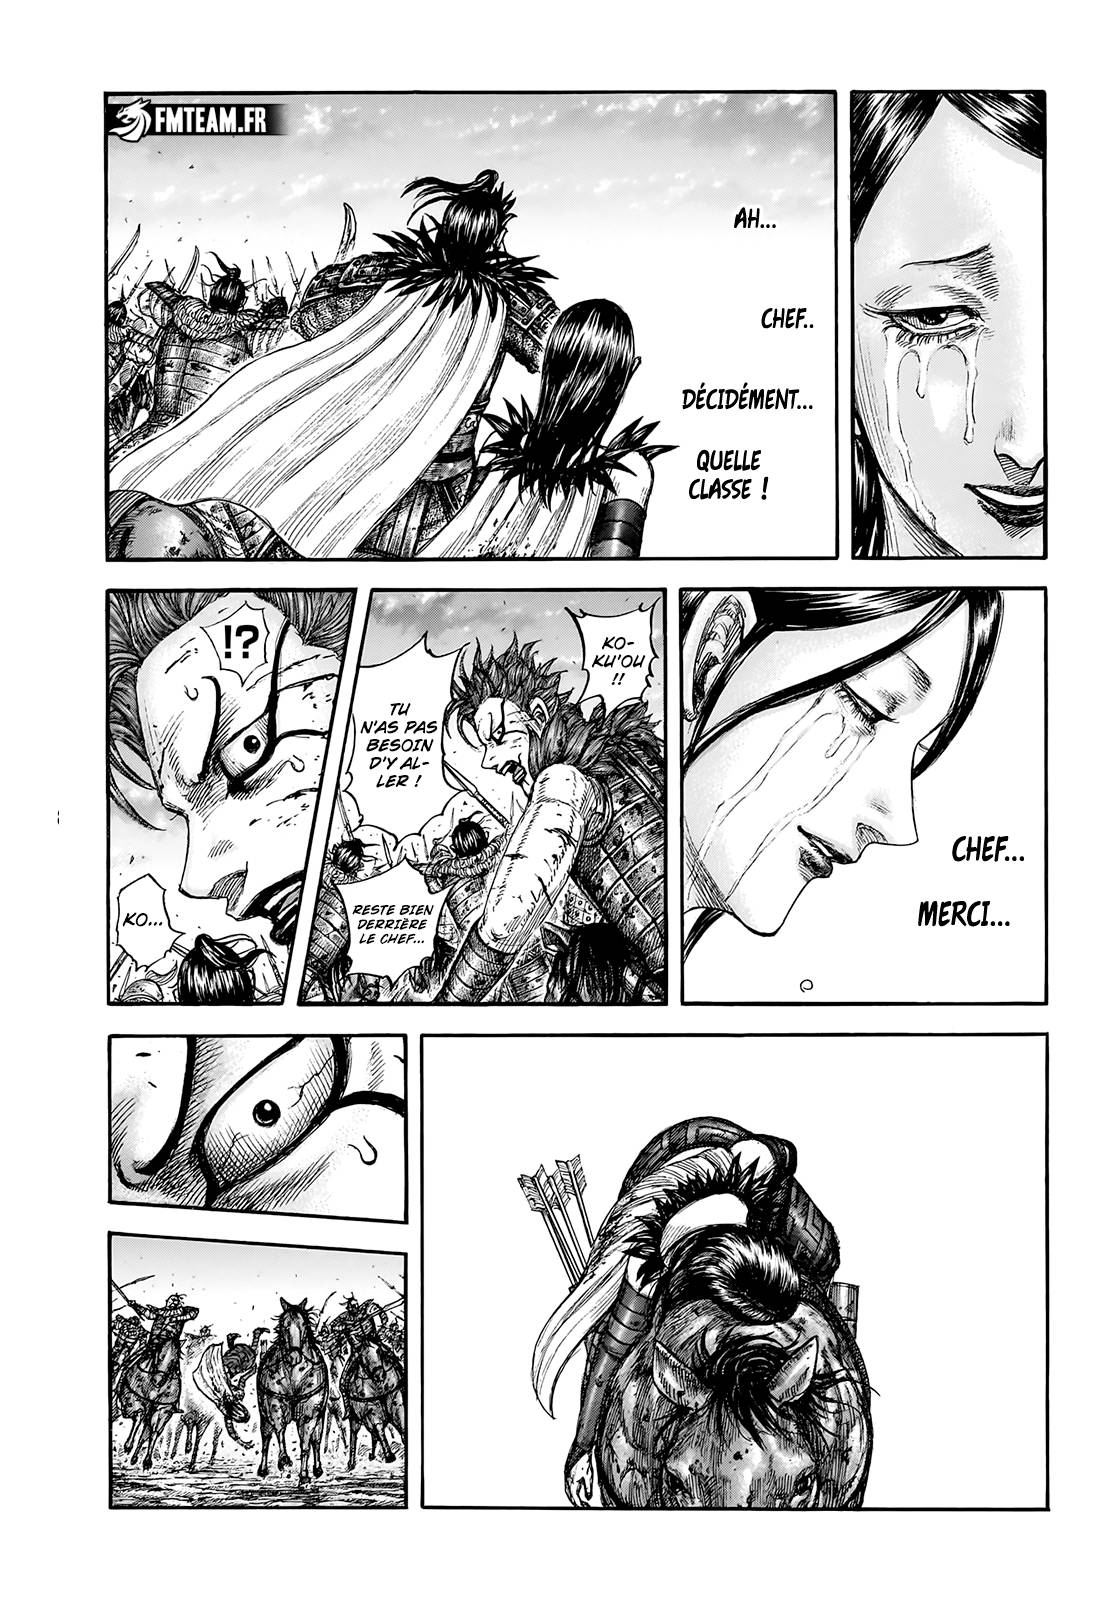 FMTEAM.FR
AH...
CHEF..
DÉCIDÉMENT...
QUELLE
CLASSE !
CHEF...
MERCI...
KO-
KU'OU
!!
TU
N'AS PAS
BESOIN
D'Y AL-
LER !
RESTE BIEN
DERRIÈRE
LE CHEF...
!?
KO...